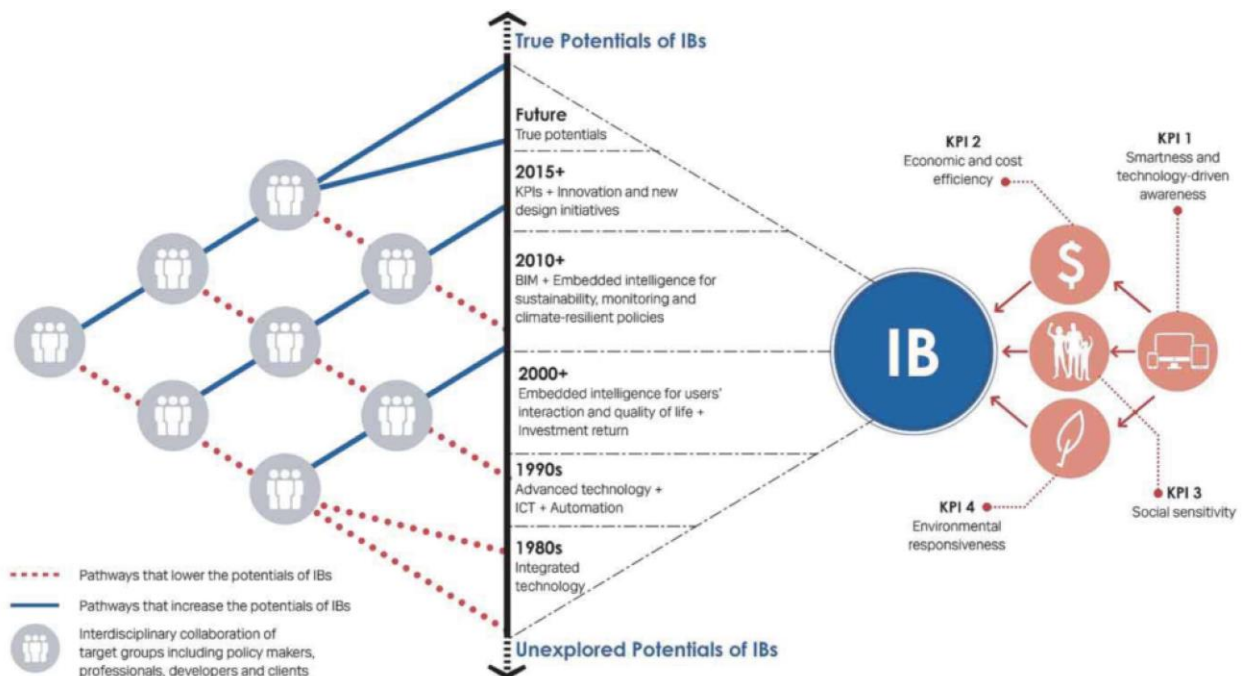 True Potentials of IBs
Future
True potentials
2015+
KPIs + Innovation and new
design initiatives
2010+
BIM + Embedded intelligence for
sustainability, monitoring and
climate-resilient policies
2000+
Embedded intelligence for users'
interaction and quality of life +
Investment return
1990s
Advanced technology +
ICT + Automation
1980s
Integrated
technology
Unexplored Potentials of IBs
IB
KPI 2
Economic and cost
efficiency
KPI 1
Smartness and
technology-driven
awareness
$
KPI 4
Environmental
responsiveness
KPI 3
Social sensitivity
Pathways that lower the potentials of IBs
Pathways that increase the potentials of IBs
Interdisciplinary collaboration of
target groups including policy makers,
professionals, developers and clients